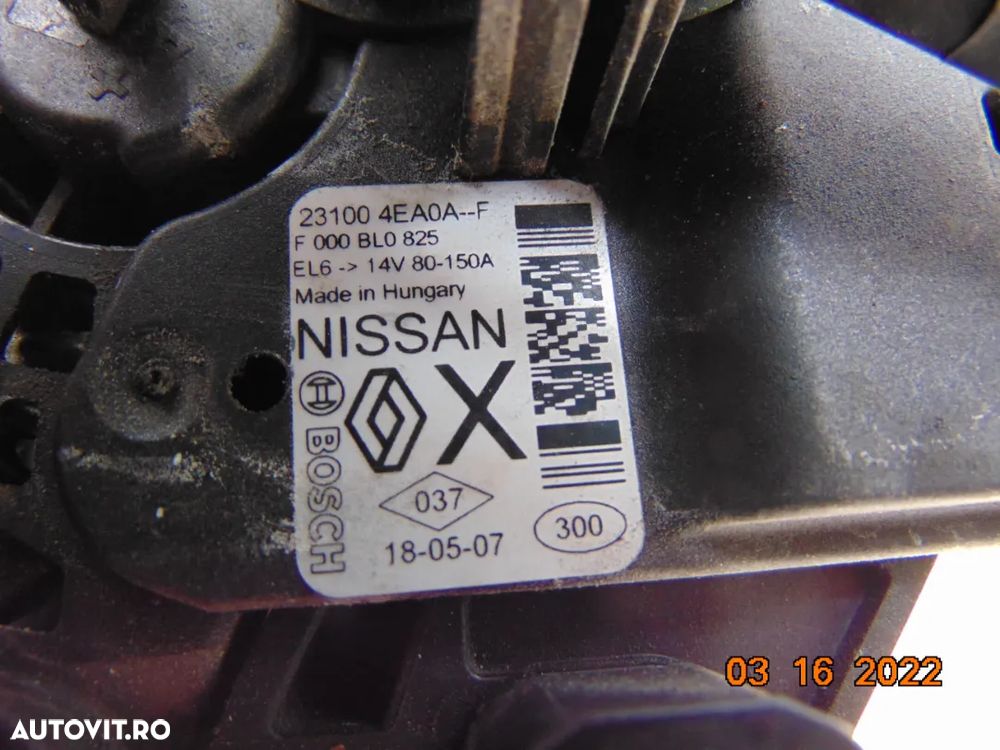 23100 4EA0A--F
F 000 BL0 825
EL6 -> 14V 80-150A
Made in Hungary
NISSAN
X
BOSCH
037
18-05-07
300
03 16 2022
AUTOVIT.RO